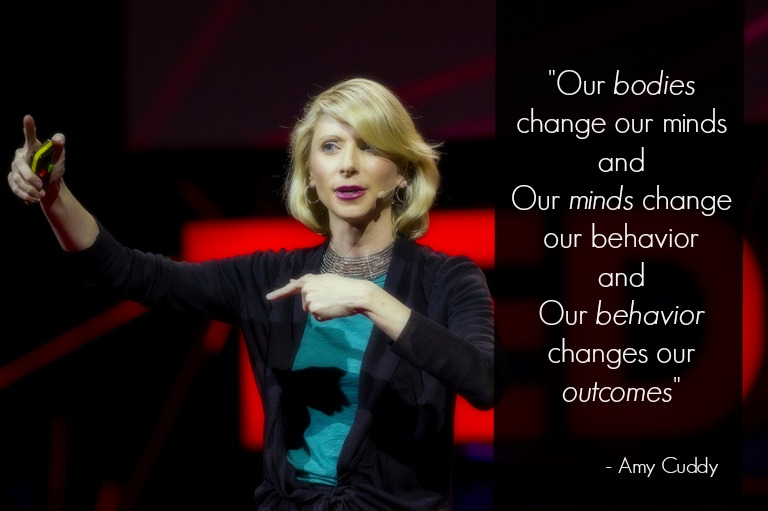 "Our bodies
change our minds
and
Our minds change
our behavior
and
Our behavior
changes our
outcomes"
- Amy Cuddy
TED